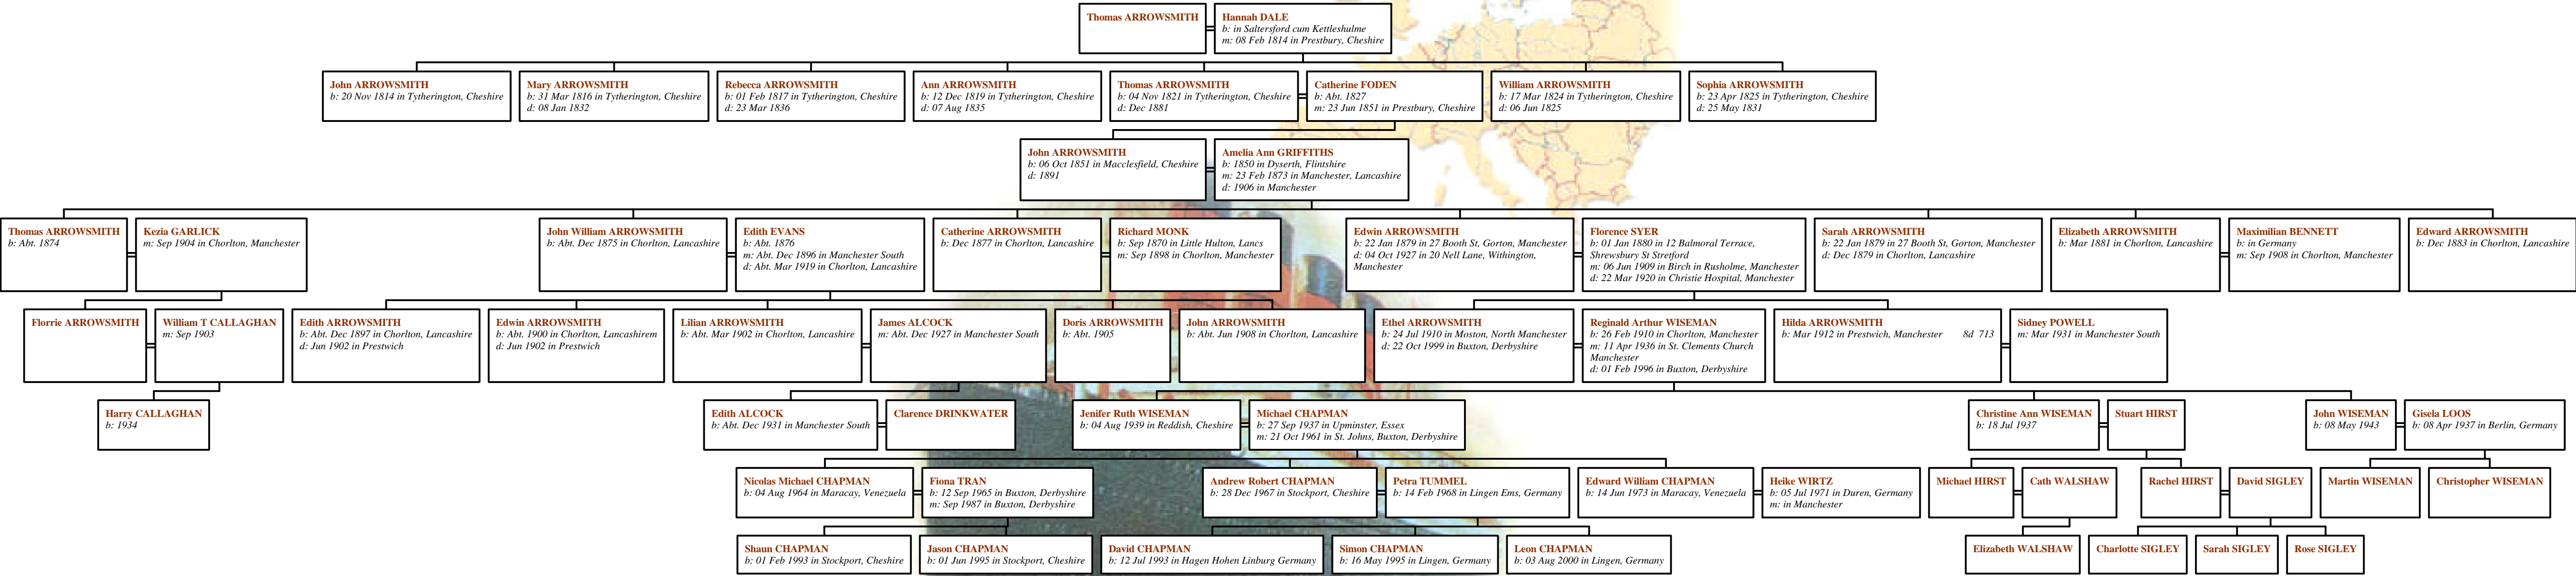 Thomas ARROWSMITH
Hannah DALE
b: in Saltersford cum Kettleshulme
m: 08 Feb 1814 in Prestbury, Cheshire
John ARROWSMITH
b: 20 Nov 1814 in Tytherington, Cheshire
Mary ARROWSMITH
b: 31 Mar 1816 in Tytherington, Cheshire
d: 08 Jan 1832
Rebecca ARROWSMITH
b: 01 Feb 1817 in Tytherington, Cheshire
d: 23 Mar 1836
Ann ARROWSMITH
b: 12 Dec 1819 in Tytherington, Cheshire
d: 07 Aug 1835
Thomas ARROWSMITH
b: 04 Nov 1821 in Tytherington, Cheshire
d: Dec 1881
Catherine FODEN
b: Abt. 1827
m: 23 Jun 1851 in Prestbury, Cheshire
William ARROWSMITH
b: 17 Mar 1824 in Tytherington, Cheshire
d: 06 Jun 1825
Sophia ARROWSMITH
b: 23 Apr 1825 in Tytherington, Cheshire
d: 25 May 1831
John ARROWSMITH
b: 06 Oct 1851 in Macclesfield, Cheshire
d: 1891
Amelia Ann GRIFFITHS
b: 1850 in Dyserth, Flintshire
m: 23 Feb 1873 in Manchester, Lancashire
d: 1906 in Manchester
Thomas ARROWSMITH
b: Abt. 1874
Kezia GARLICK
m: Sep 1904 in Chorlton, Manchester
John William ARROWSMITH
b: Abt. Dec 1875 in Chorlton, Lancashire
Edith EVANS
b: Abt. 1876
m: Abt. Dec 1896 in Manchester South
d: Abt. Mar 1919 in Chorlton, Lancashire
Catherine ARROWSMITH
b: Dec 1877 in Chorlton, Lancashire
Richard MONK
b: Sep 1870 in Little Hulton, Lancs
m: Sep 1898 in Chorlton, Manchester
Edwin ARROWSMITH
b: 22 Jan 1879 in 27 Booth St, Gorton, Manchester
d: 04 Oct 1927 in 20 Nell Lane, Withington,
Manchester
Florence SYER
b: 01 Jan 1880 in 12 Balmoral Terrace,
Shrewsbury St Stretford
m: 06 Jun 1909 in Birch in Rusholme, Manchester
d: 22 Mar 1920 in Christie Hospital, Manchester
Sarah ARROWSMITH
b: 22 Jan 1879 in 27 Booth St, Gorton, Manchester
d: Dec 1879 in Chorlton, Lancashire
Elizabeth ARROWSMITH
b: Mar 1881 in Chorlton, Lancashire
Maximilian BENNETT
b: in Germany
m: Sep 1908 in Chorlton, Manchester
Edward ARROWSMITH
b: Dec 1883 in Chorlton, Lancashire
Florrie ARROWSMITH
William T CALLAGHAN
m: Sep 1903
Edith ARROWSMITH
b: Abt. Dec 1897 in Chorlton, Lancashire
d: Jun 1902 in Prestwich
Edwin ARROWSMITH
b: Abt. 1900 in Chorlton, Lancashirem
d: Jun 1902 in Prestwich
Lilian ARROWSMITH
b: Abt. Mar 1902 in Chorlton, Lancashire
James ALCOCK
m: Abt. Dec 1927 in Manchester South
Doris ARROWSMITH
b: Abt. 1905
John ARROWSMITH
b: Abt. Jun 1908 in Chorlton, Lancashire
Ethel ARROWSMITH
b: 24 Jul 1910 in Moston, North Manchester
d: 22 Oct 1999 in Buxton, Derbyshire
Reginald Arthur WISEMAN
b: 26 Feb 1910 in Chorlton, Manchester
m: 11 Apr 1936 in St. Clements Church
Manchester
d: 01 Feb 1996 in Buxton, Derbyshire
Hilda ARROWSMITH
b: Mar 1912 in Prestwich, Manchester 8d 713
Sidney POWELL
m: Mar 1931 in Manchester South
Harry CALLAGHAN
b: 1934
Edith ALCOCK
b: Abt. Dec 1931 in Manchester South
Clarence DRINKWATER
Jenifer Ruth WISEMAN
b: 04 Aug 1939 in Reddish, Cheshire
Michael CHAPMAN
b: 27 Sep 1937 in Upminster, Essex
m: 21 Oct 1961 in St. Johns, Buxton, Derbyshire
Christine Ann WISEMAN
b: 18 Jul 1937
Stuart HIRST
John WISEMAN
b: 08 May 1943
Gisela LOOS
b: 08 Apr 1937 in Berlin, Germany
Nicolas Michael CHAPMAN
b: 04 Aug 1964 in Maracay, Venezuela
Fiona TRAN
b: 12 Sep 1965 in Buxton, Derbyshire
m: Sep 1987 in Buxton, Derbyshire
Andrew Robert CHAPMAN
b: 28 Dec 1967 in Stockport, Cheshire
Petra TUMMEL
b: 14 Feb 1968 in Lingen Ems, Germany
Edward William CHAPMAN
b: 14 Jun 1973 in Maracay, Venezuela
Heike WIRTZ
b: 05 Jul 1971 in Duren, Germany
m: in Manchester
Michael HIRST
Cath WALSHAW
Rachel HIRST
David SIGLEY
Martin WISEMAN
Christopher WISEMAN
Shaun CHAPMAN
b: 01 Feb 1993 in Stockport, Cheshire
Jason CHAPMAN
b: 01 Jun 1995 in Stockport, Cheshire
David CHAPMAN
b: 12 Jul 1993 in Hagen Hohen Linburg Germany
Simon CHAPMAN
b: 16 May 1995 in Lingen, Germany
Leon CHAPMAN
b: 03 Aug 2000 in Lingen, Germany
Elizabeth WALSHAW
Charlotte SIGLEY
Sarah SIGLEY
Rose SIGLEY